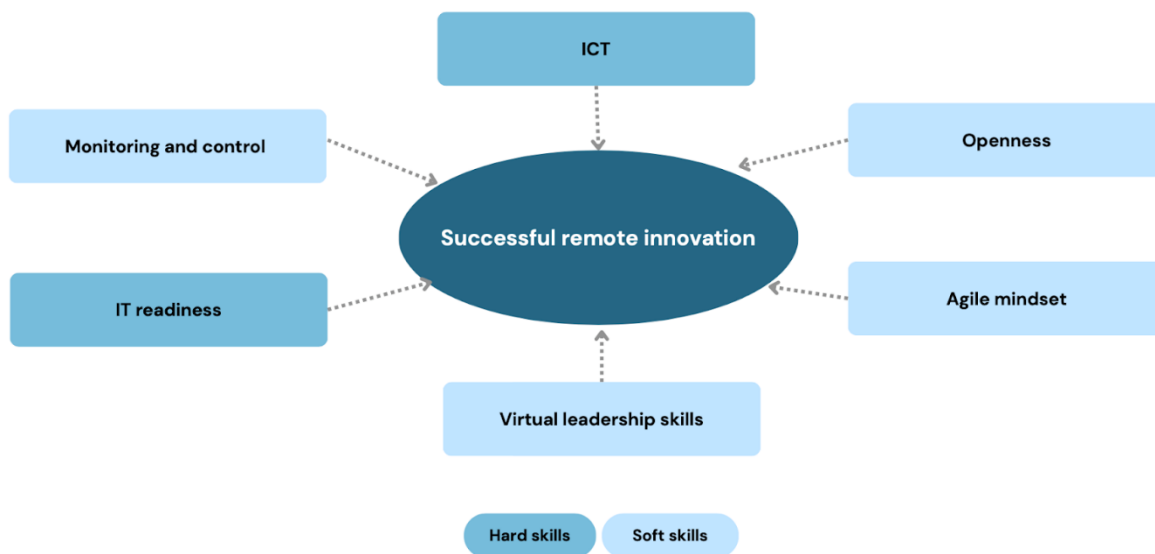 ICT
Monitoring and control
Openness
Successful remote innovation
IT readiness
Agile mindset
Virtual leadership skills
Hard skills
Soft skills